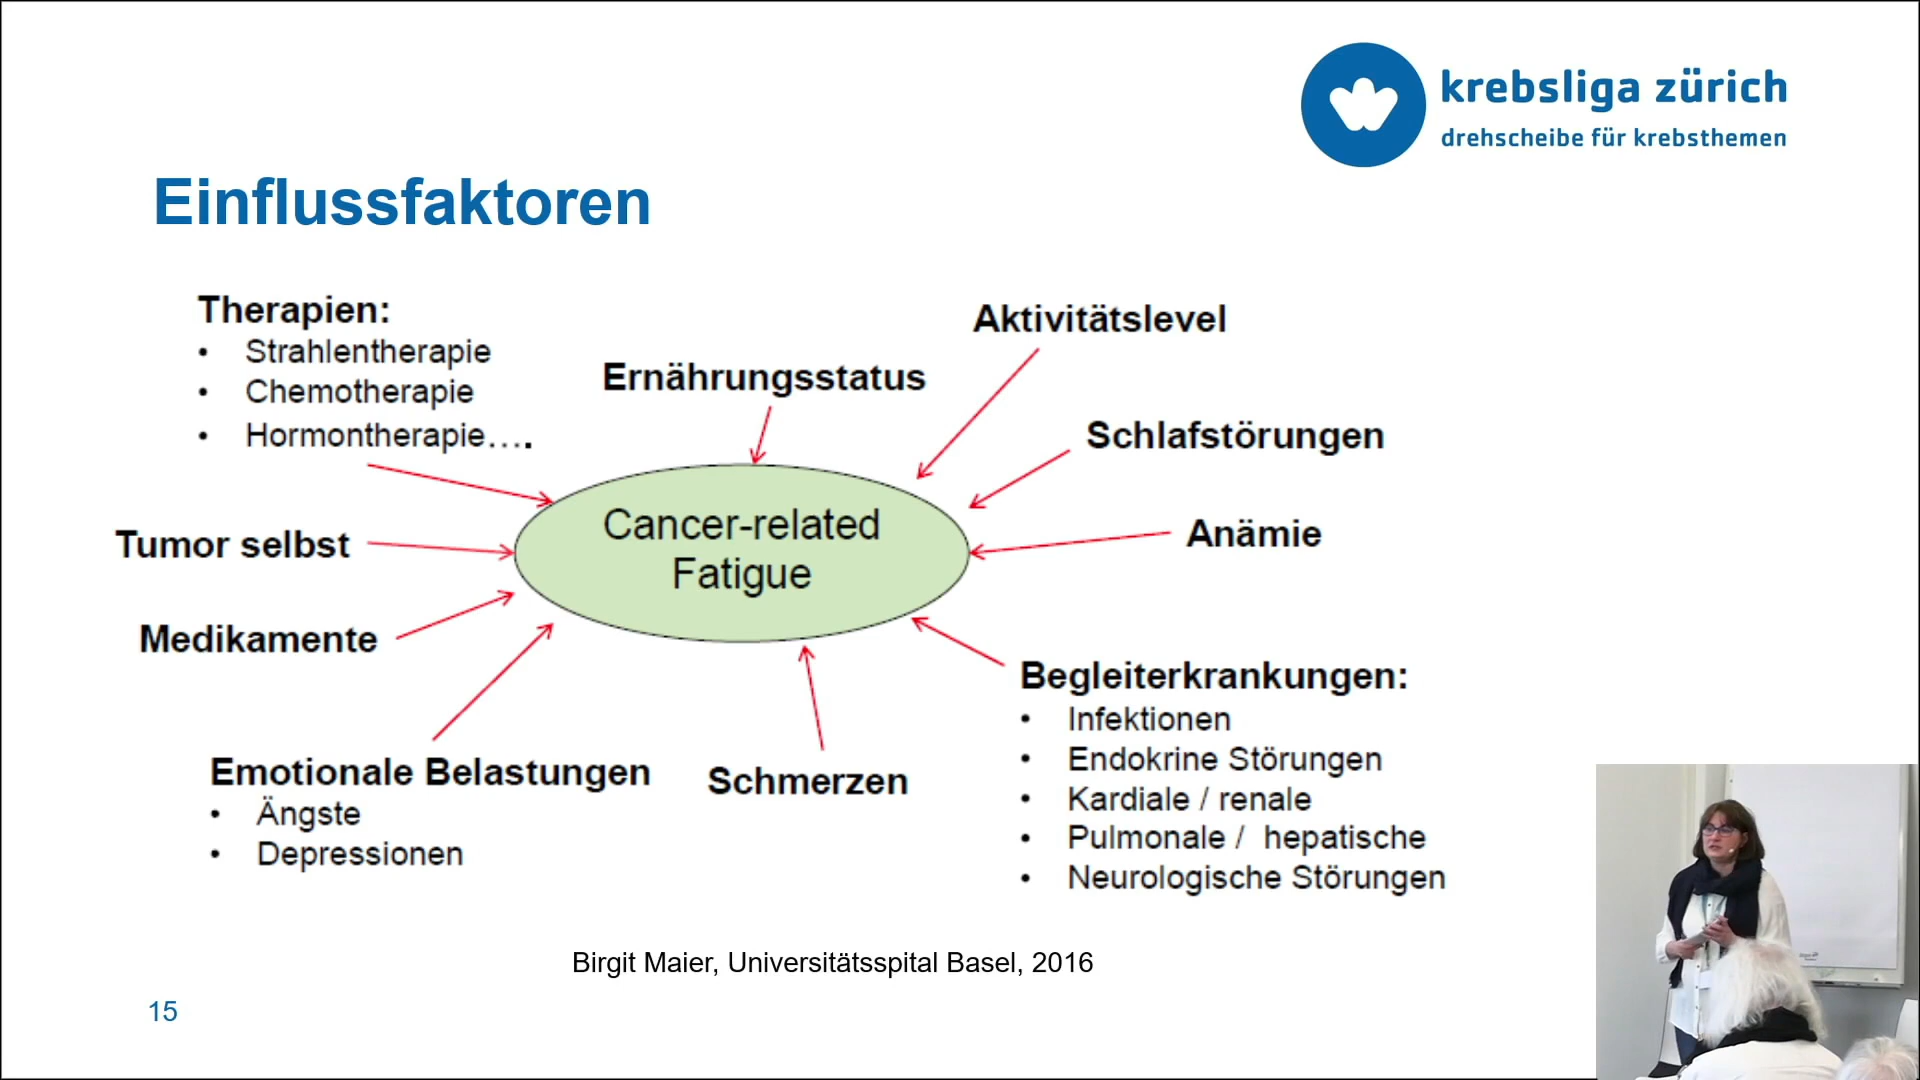 krebsliga zürich
drehscheibe für krebsthemen
Einflussfaktoren
Therapien:
• Strahlentherapie
• Chemotherapie
• Hormontherapie….
Ernährungsstatus
Aktivitätslevel
Schlafstörungen
Anämie
Cancer-related
Fatigue
Tumor selbst
Medikamente
Emotionale Belastungen
• Ängste
• Depressionen
Schmerzen
Begleiterkrankungen:
• Infektionen
• Endokrine Störungen
• Kardiale / renale
• Pulmonale / hepatische
• Neurologische Störungen
Birgit Maier, Universitätsspital Basel, 2016
15